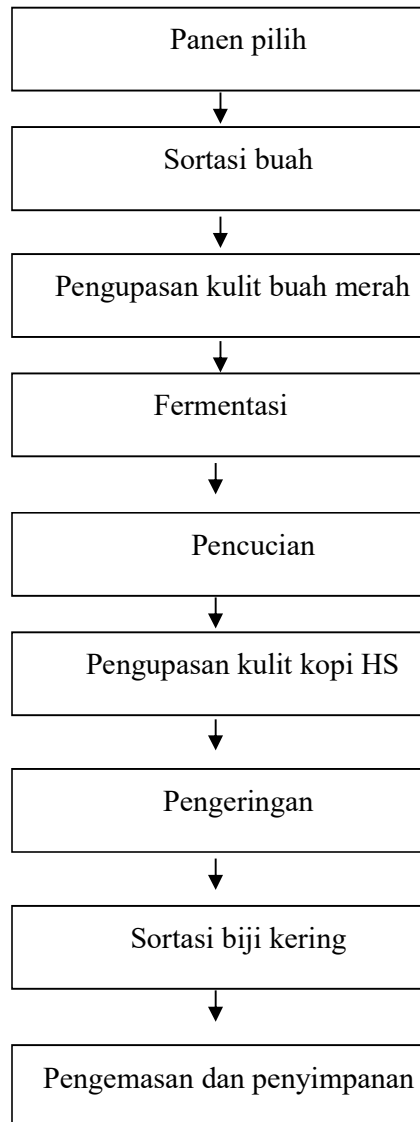 Panen pilih
Sortasi buah
Pengupasan kulit buah merah
Fermentasi
Pencucian
Pengupasan kulit kopi HS
Pengeringan
Sortasi biji kering
Pengemasan dan penyimpanan